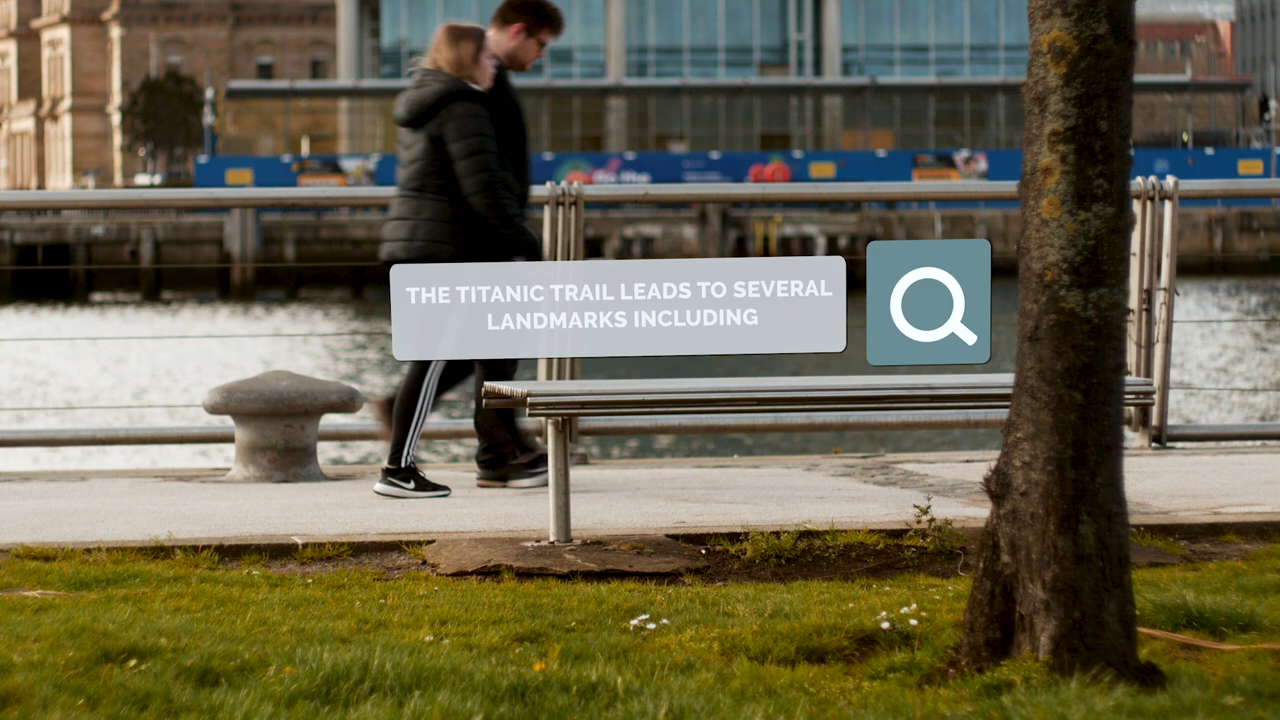 THE TITANIC TRAIL LEADS TO SEVERAL
LANDMARKS INCLUDING